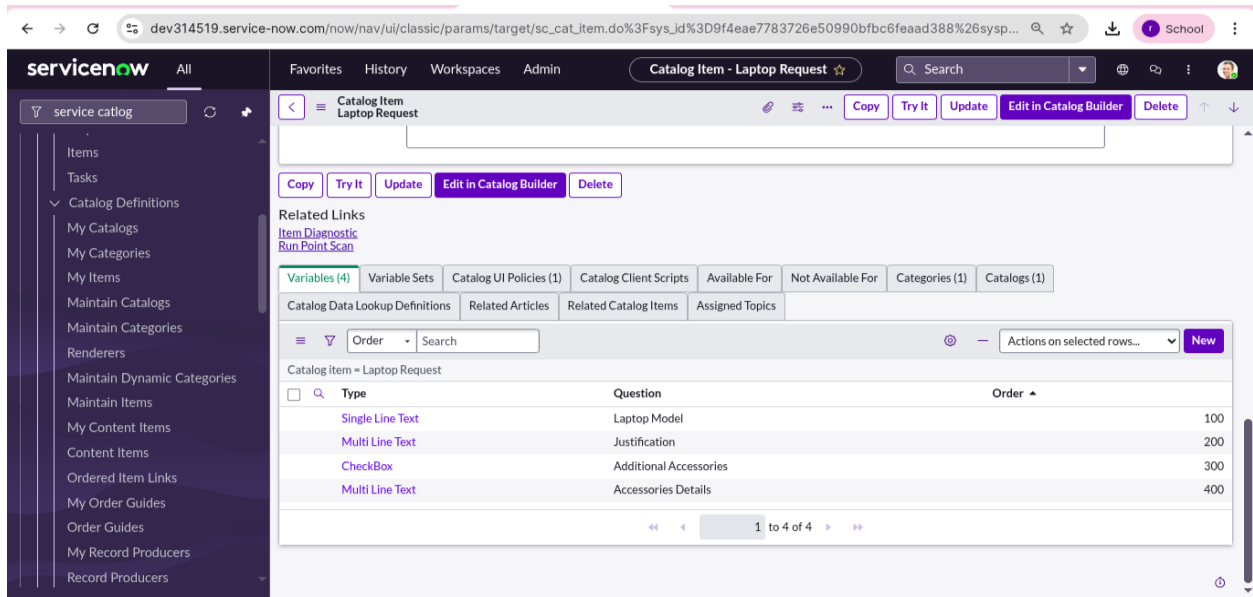 dev314519.service-now.com/now/nav/ui/classic/params/target/sc_cat_item.do%3Fsys_id%3D9f4eae7783726e50990bfbc6feaad388%26sysp...
r School
servicenow All Favorites History Workspaces Admin Catalog Item - Laptop Request Search
service catlog
Items
Tasks
Catalog Definitions
My Catalogs
My Categories
My Items
Maintain Catalogs
Maintain Categories
Renderers
Maintain Dynamic Categories
Maintain Items
My Content Items
Content Items
Ordered Item Links
My Order Guides
Order Guides
My Record Producers
Record Producers
Catalog Item
Laptop Request
Copy Try It Update Edit in Catalog Builder Delete
Copy Try It Update Edit in Catalog Builder Delete
Related Links
Item Diagnostic
Run Point Scan
Variables (4) Variable Sets Catalog UI Policies (1) Catalog Client Scripts Available For Not Available For Categories (1) Catalogs (1)
Catalog Data Lookup Definitions Related Articles Related Catalog Items Assigned Topics
Order Search Actions on selected rows... New
Catalog item = Laptop Request
Type Question Order
Single Line Text Laptop Model 100
Multi Line Text Justification 200
CheckBox Additional Accessories 300
Multi Line Text Accessories Details 400
1 to 4 of 4